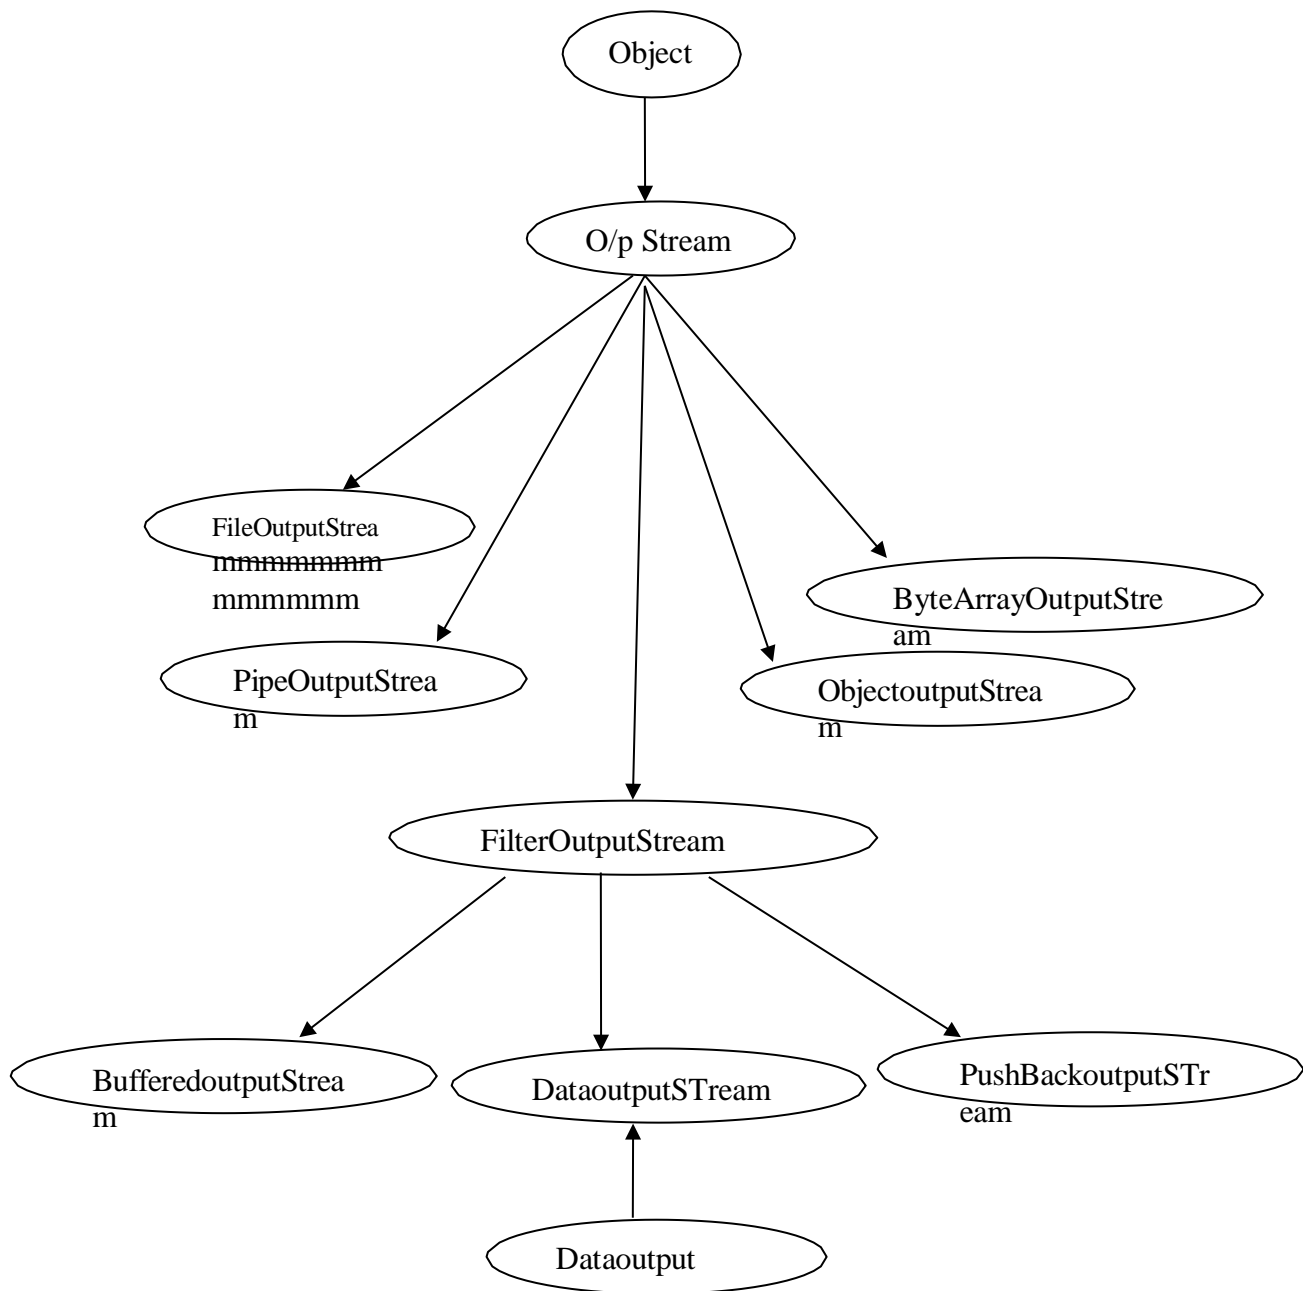 Object
O/p Stream
FileOutputStrea
mmmmmmm
mmmmmm
ByteArrayOutputStre
am
PipeOutputStrea
m
ObjectoutputStrea
m
FilterOutputStream
BufferedoutputStrea
m
DataoutputSTream
PushBackoutputSTr
eam
Dataoutput